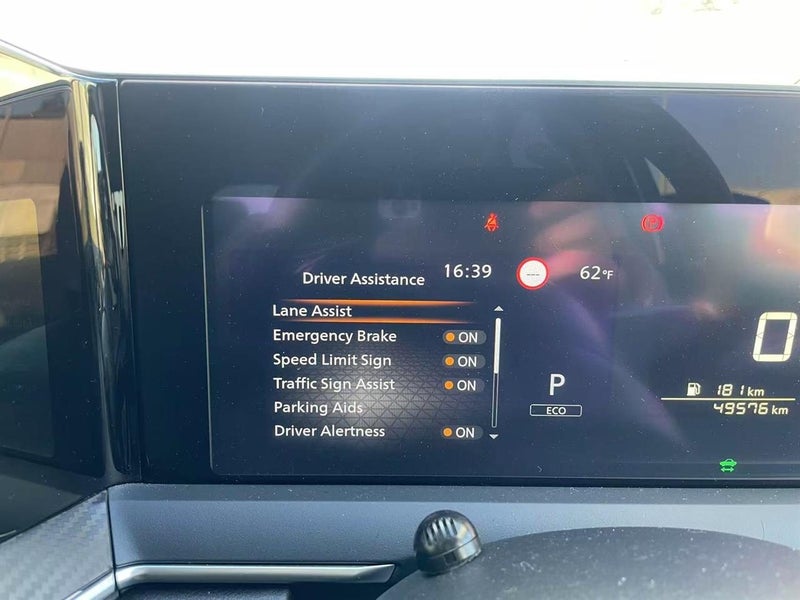 Driver Assistance 16:39 --- 62°F
Lane Assist
Emergency Brake ON
Speed Limit Sign ON
Traffic Sign Assist ON
Parking Aids
Driver Alertness ON
P
ECO
0
181 km
49576 km